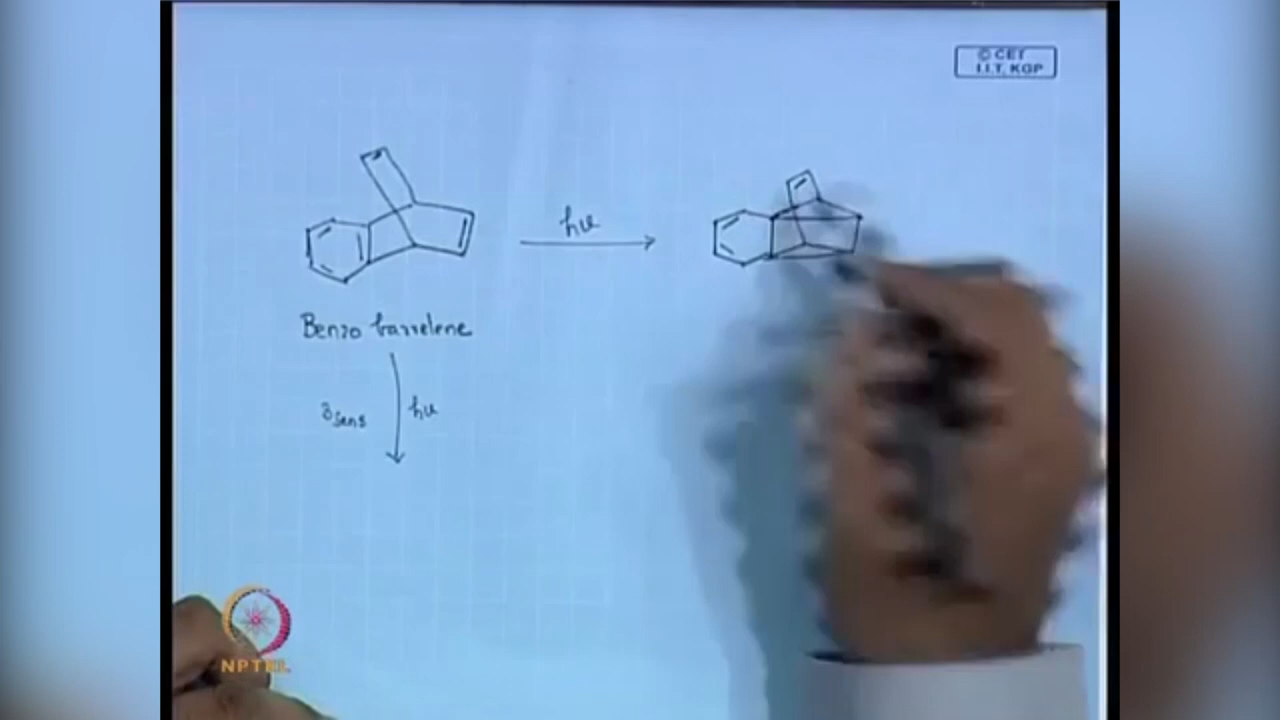 © CET
I.I.T. KGP
hν
Benzo barrelene
3sens hν
NPTEL